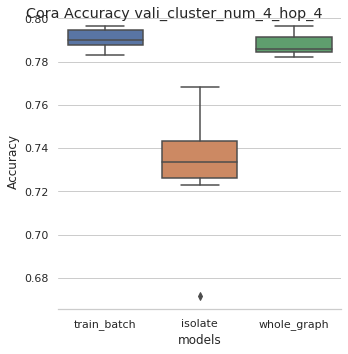 Cora Accuracy vali_cluster_num_4_hop_4
0.80
0.78
0.76
0.74
0.72
0.70
0.68
Accuracy
train_batch isolate whole_graph
models